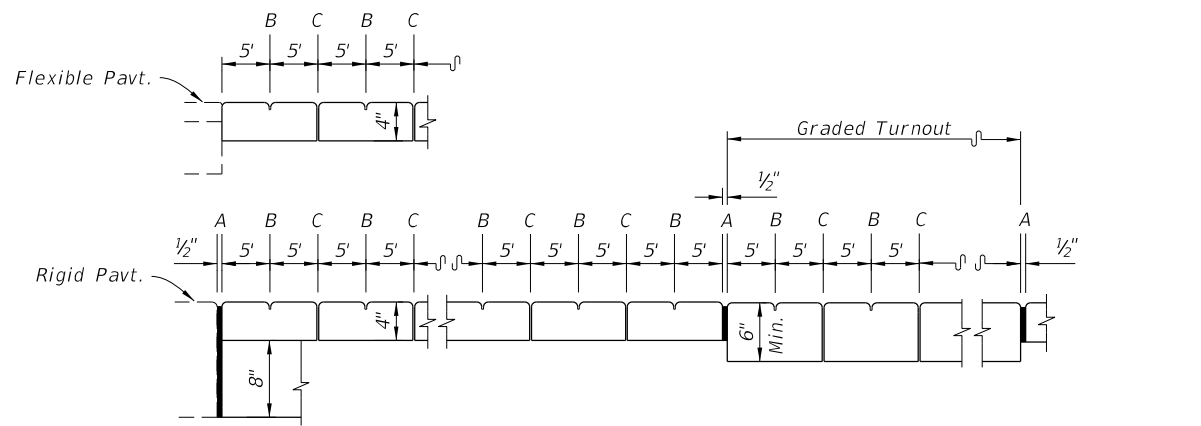 B C B C
5' 5' 5' 5'
Flexible Pavt.
4"
Graded Turnout
½"
A B C B C B C B C B A B C B C A
½" 5' 5' 5' 5' 5' 5' 5' 5' 5' 5' 5' 5' 5' ½"
Rigid Pavt.
4"
6"
Min.
8"